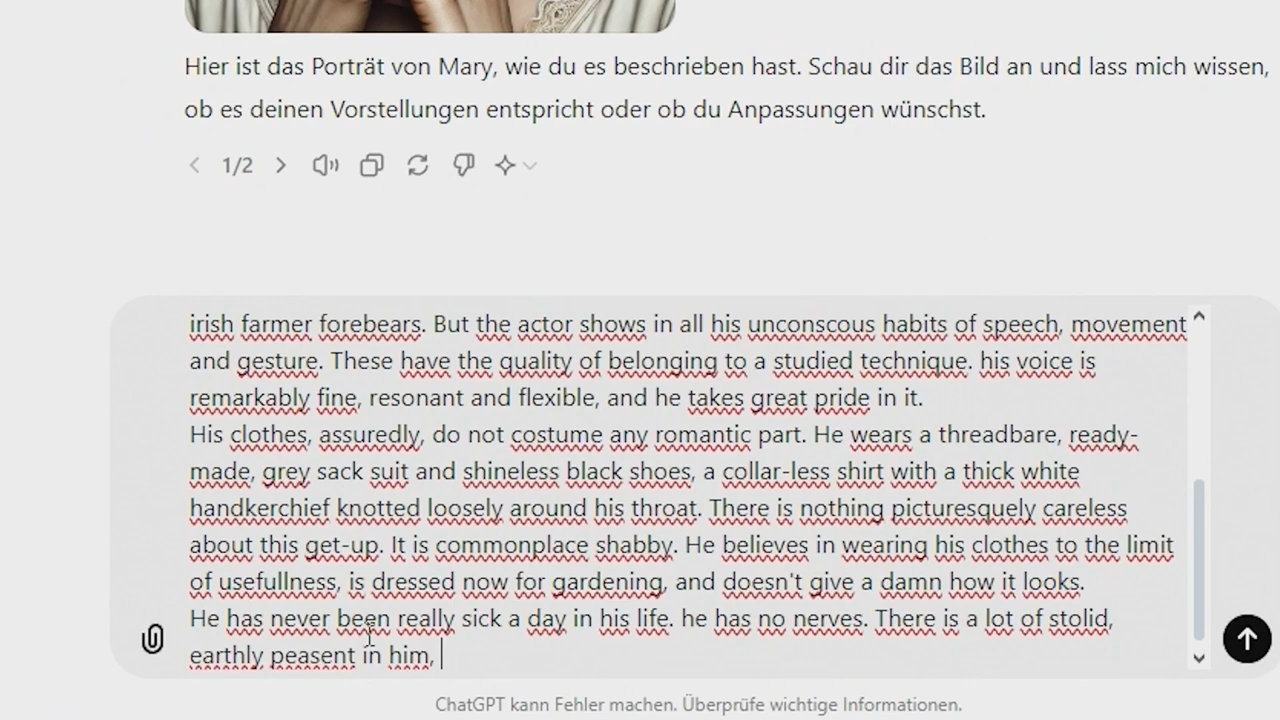 Hier ist das Porträt von Mary, wie du es beschrieben hast. Schau dir das Bild an und lass mich wissen,
ob es deinen Vorstellungen entspricht oder ob du Anpassungen wünschst.
1/2
irish farmer forebears. But the actor shows in all his unconscous habits of speech, movement
and gesture. These have the quality of belonging to a studied technique. his voice is
remarkably fine, resonant and flexible, and he takes great pride in it.
His clothes, assuredly, do not costume any romantic part. He wears a threadbare, ready-
made, grey sack suit and shineless black shoes, a collar-less shirt with a thick white
handkerchief knotted loosely around his throat. There is nothing picturesquely careless
about this get-up. It is commonplace shabby. He believes in wearing his clothes to the limit
of usefullness, is dressed now for gardening, and doesn't give a damn how it looks.
He has never been really sick a day in his life. he has no nerves. There is a lot of stolid,
earthly peasent in him,
ChatGPT kann Fehler machen. Überprüfe wichtige Informationen.